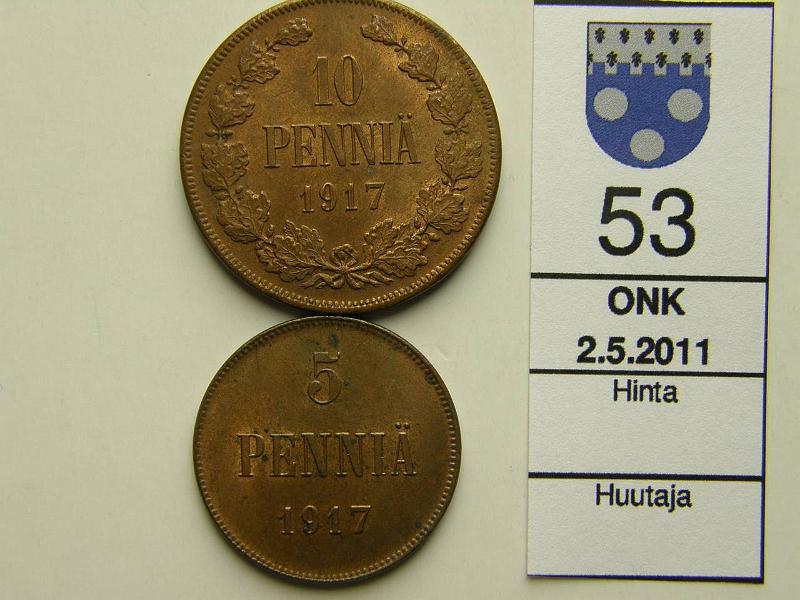 10
PENNIÄ
1917
5
PENNIÄ
1917
53
ONK
2.5.2011
Hinta
Huutaja